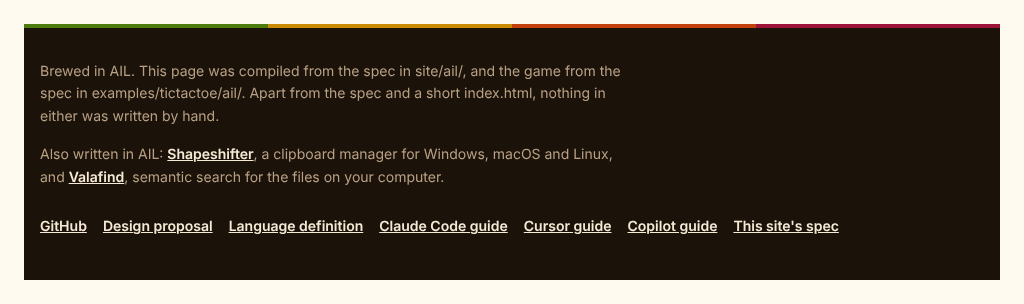 Brewed in AIL. This page was compiled from the spec in site/ail/, and the game from the
spec in examples/tictactoe/ail/. Apart from the spec and a short index.html, nothing in
either was written by hand.
Also written in AIL: Shapeshifter, a clipboard manager for Windows, macOS and Linux,
and Valafind, semantic search for the files on your computer.
GitHub Design proposal Language definition Claude Code guide Cursor guide Copilot guide This site's spec